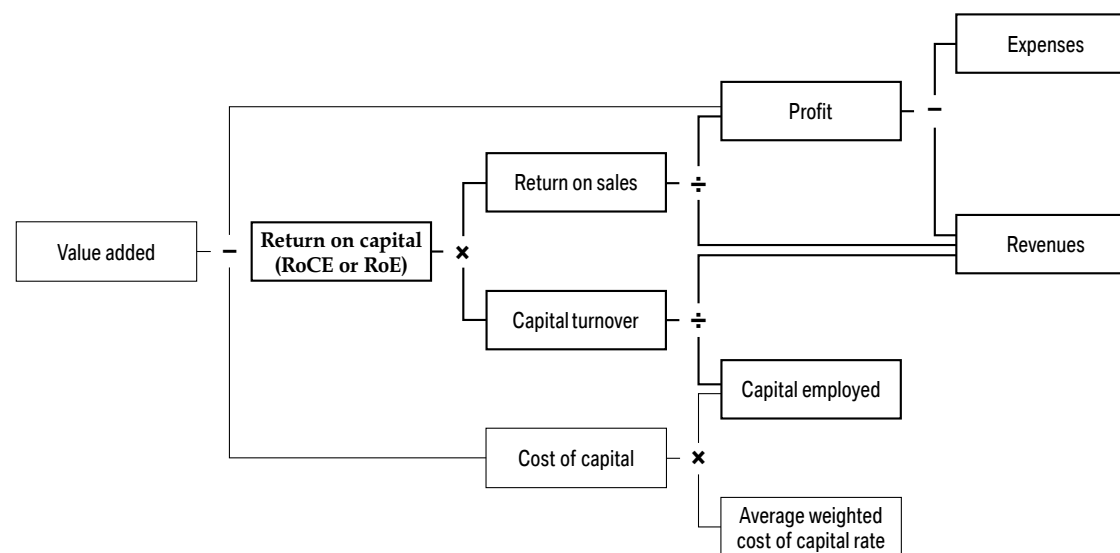 Expenses
Profit
–
Return on sales
÷
Value added
–
Return on capital
(RoCE or RoE)
×
Revenues
Capital turnover
÷
Capital employed
Cost of capital
×
Average weighted
cost of capital rate